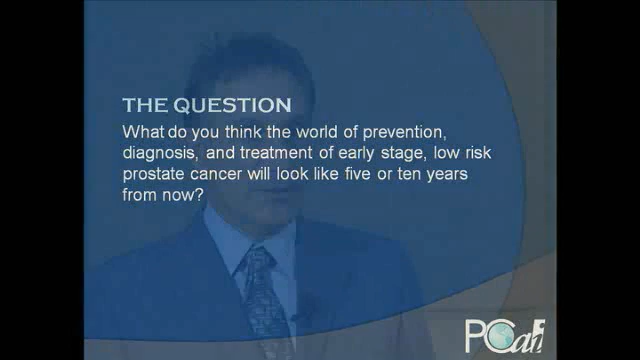 THE QUESTION
What do you think the world of prevention,
diagnosis, and treatment of early stage, low risk
prostate cancer will look like five or ten years
from now?